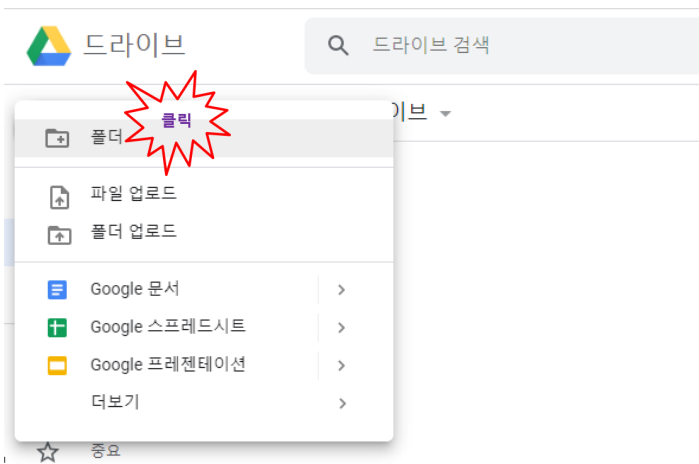 드라이브
드라이브 검색
이브
클릭
폴더
파일 업로드
폴더 업로드
Google 문서
Google 스프레드시트
Google 프레젠테이션
더보기
중요